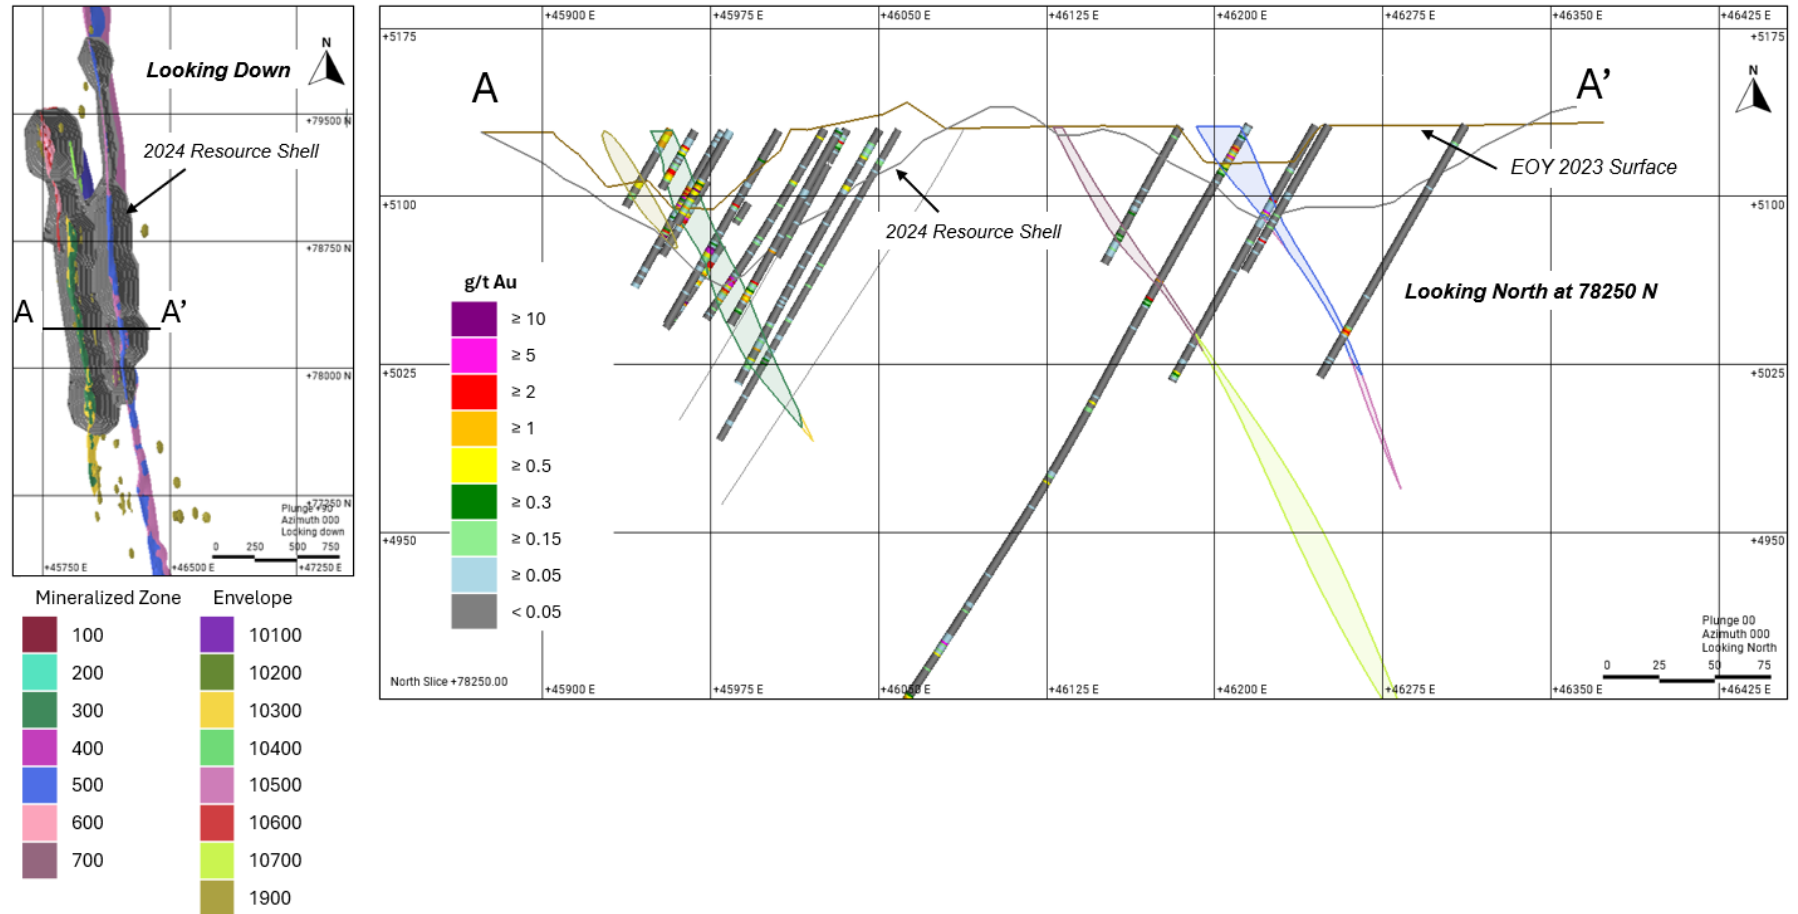 Looking Down
N
2024 Resource Shell
+79500 N
+78750 N
A
A'
+78000 N
+77250 N
Plunge +90
Azimuth 000
Looking down
0 250 500 750
+45750 E
+46500 E
+47250 E
Mineralized Zone
100
200
300
400
500
600
700
Envelope
10100
10200
10300
10400
10500
10600
10700
1900
+45900 E
+45975 E
+46050 E
+46125 E
+46200 E
+46275 E
+46350 E
+46425 E
+5175
+5175
A
A’
N
EOY 2023 Surface
+5100
+5100
2024 Resource Shell
g/t Au
≥ 10
≥ 5
≥ 2
≥ 1
≥ 0.5
≥ 0.3
≥ 0.15
≥ 0.05
< 0.05
Looking North at 78250 N
+5025
+5025
+4950
+4950
Plunge 00
Azimuth 000
Looking North
0 25 50 75
North Slice +78250.00
+45900 E
+45975 E
+46050 E
+46125 E
+46200 E
+46275 E
+46350 E
+46425 E